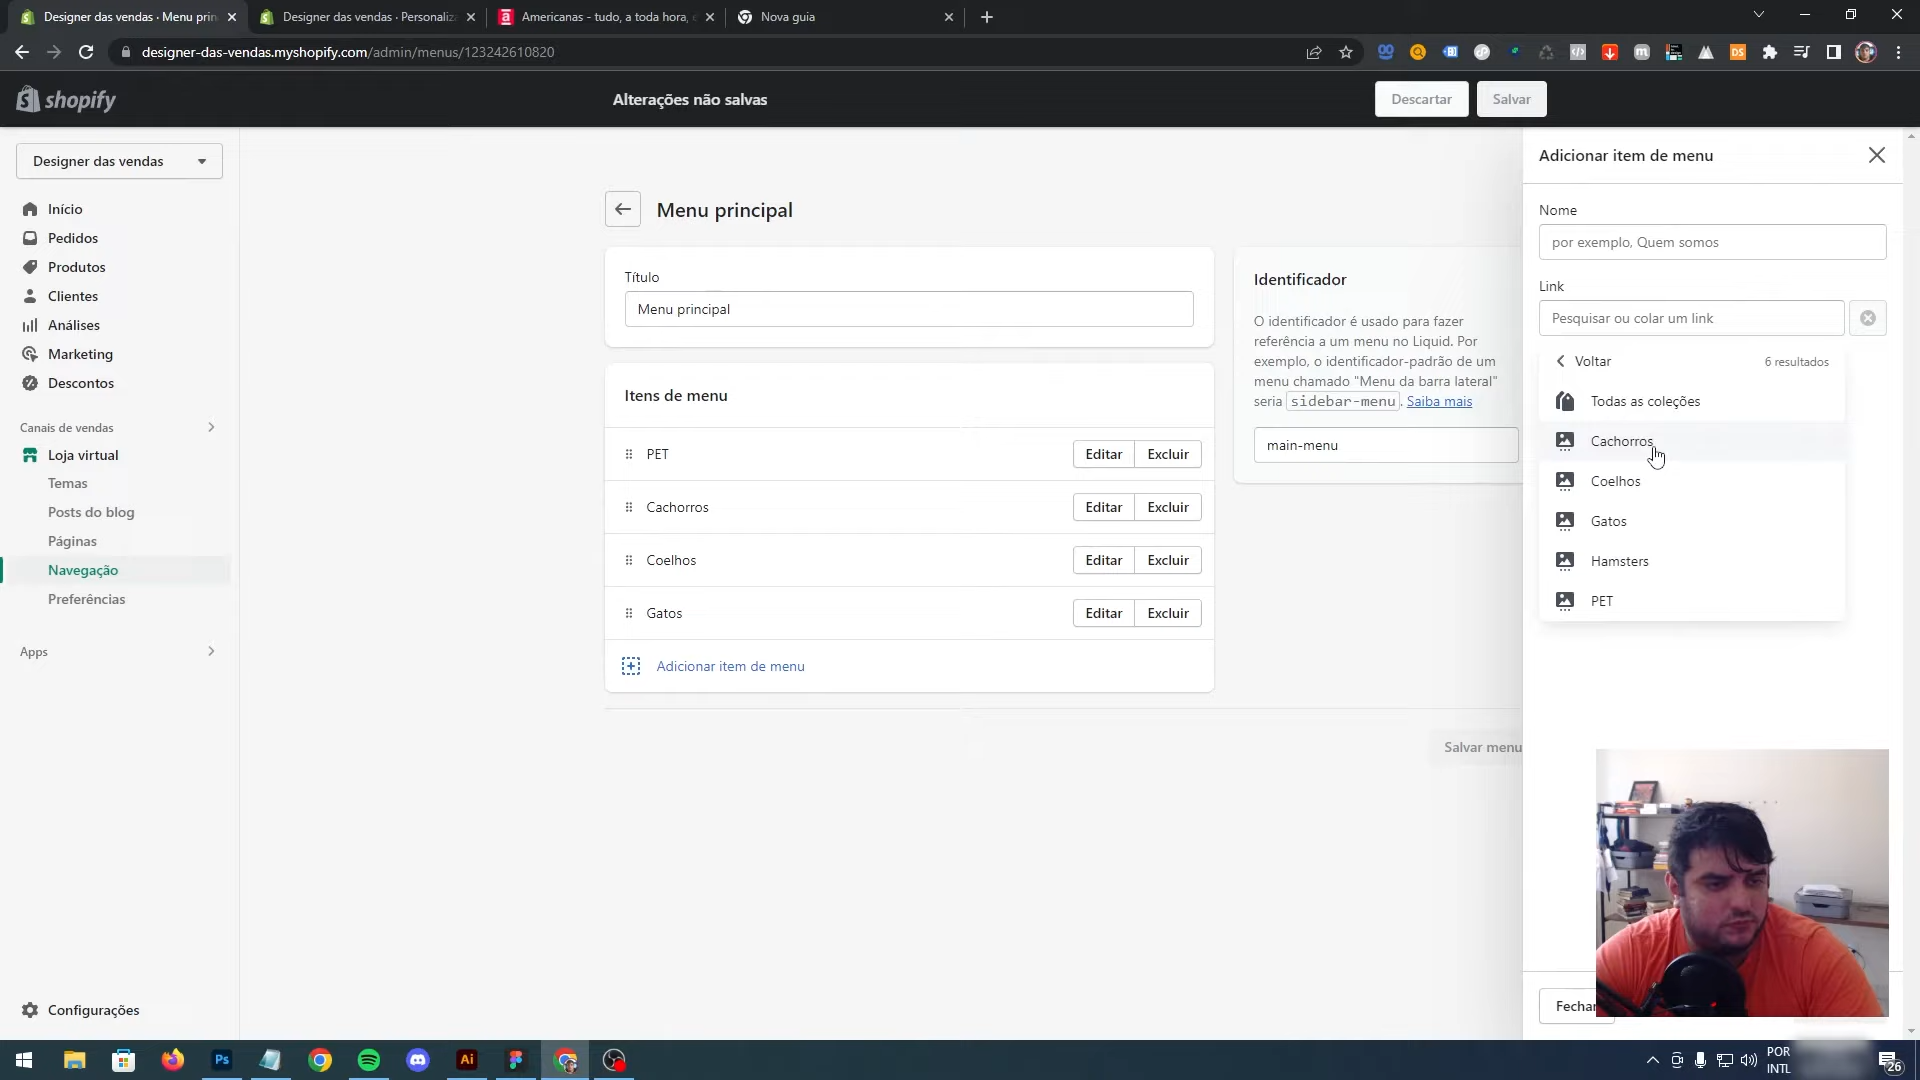 Designer das vendas · Menu prin
Designer das vendas · Personaliza
Americanas - tudo, a toda hora,
Nova guia
designer-das-vendas.myshopify.com/admin/menus/123242610820
shopify
Alterações não salvas
Descartar
Salvar
Designer das vendas
Início
Pedidos
Produtos
Clientes
Análises
Marketing
Descontos
Canais de vendas
Loja virtual
Temas
Posts do blog
Páginas
Navegação
Preferências
Apps
Configurações
Menu principal
Título
Menu principal
Itens de menu
PET
Editar
Excluir
Cachorros
Editar
Excluir
Coelhos
Editar
Excluir
Gatos
Editar
Excluir
Adicionar item de menu
Identificador
O identificador é usado para fazer
referência a um menu no Liquid. Por
exemplo, o identificador-padrão de um
menu chamado "Menu da barra lateral"
seria sidebar-menu. Saiba mais
main-menu
Salvar menu
Adicionar item de menu
Nome
por exemplo, Quem somos
Link
Pesquisar ou colar um link
Voltar
6 resultados
Todas as coleções
Cachorros
Coelhos
Gatos
Hamsters
PET
Fechar
Ps
Ai
POR
INTL
26